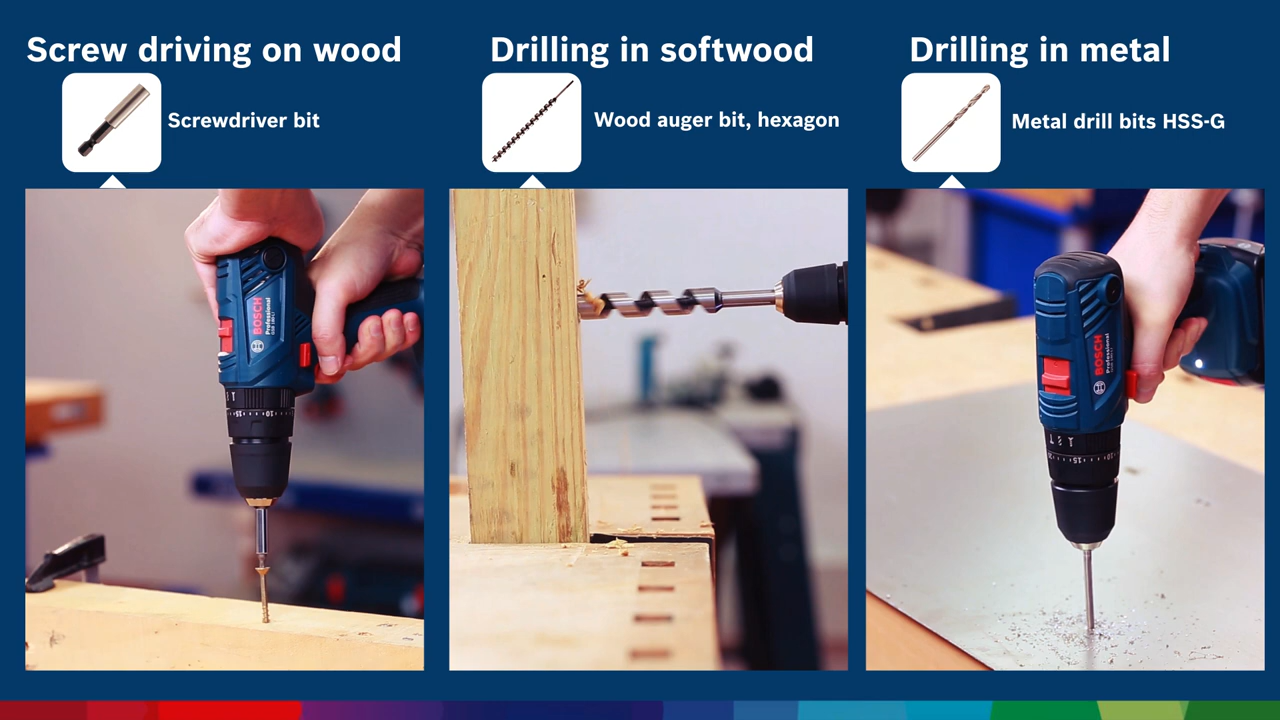 Screw driving on wood
Screwdriver bit
Drilling in softwood
Wood auger bit, hexagon
Drilling in metal
Metal drill bits HSS-G
BOSCH
Professional
BOSCH
Professional